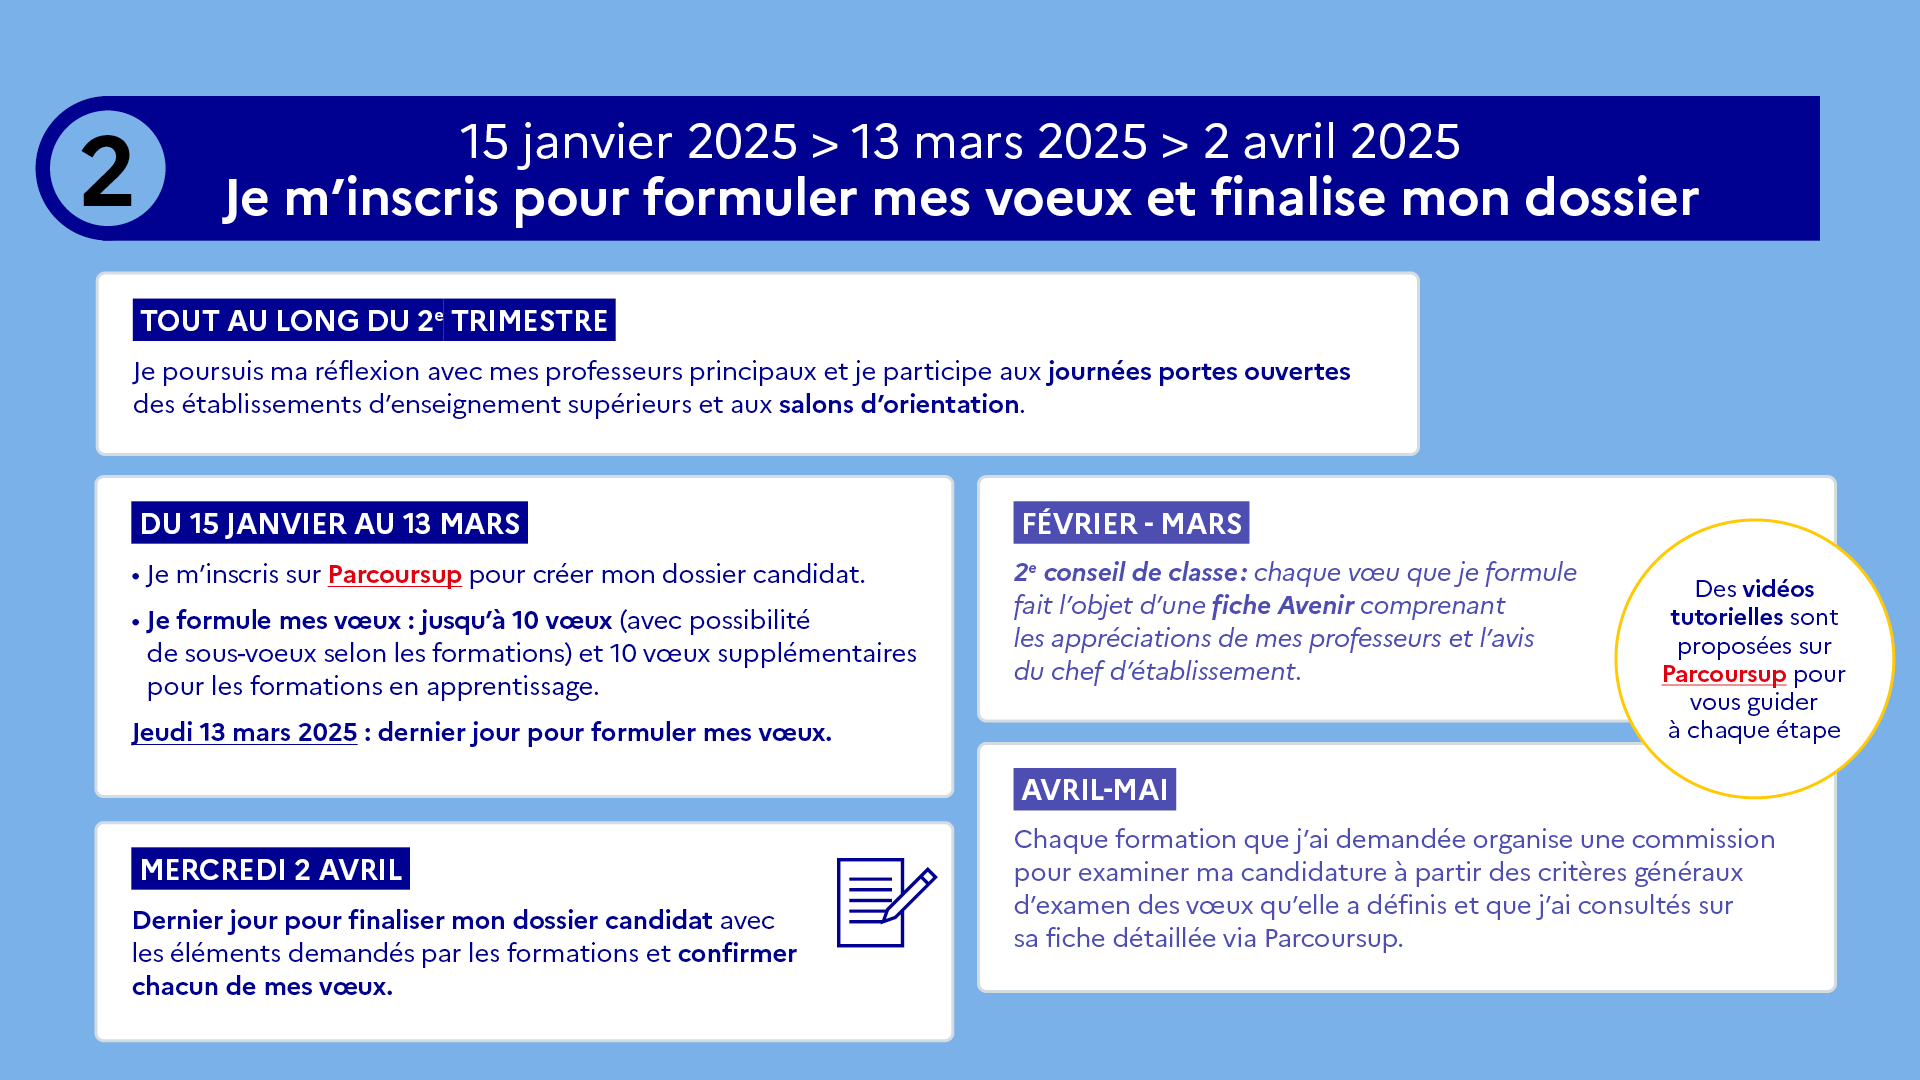 2
15 janvier 2025 > 13 mars 2025 > 2 avril 2025
Je m’inscris pour formuler mes voeux et finalise mon dossier
TOUT AU LONG DU 2e TRIMESTRE
Je poursuis ma réflexion avec mes professeurs principaux et je participe aux journées portes ouvertes
des établissements d’enseignement supérieurs et aux salons d’orientation.
DU 15 JANVIER AU 13 MARS
• Je m’inscris sur Parcoursup pour créer mon dossier candidat.
• Je formule mes vœux : jusqu’à 10 vœux (avec possibilité
de sous-voeux selon les formations) et 10 vœux supplémentaires
pour les formations en apprentissage.
Jeudi 13 mars 2025 : dernier jour pour formuler mes vœux.
MERCREDI 2 AVRIL
Dernier jour pour finaliser mon dossier candidat avec
les éléments demandés par les formations et confirmer
chacun de mes vœux.
FÉVRIER - MARS
2e conseil de classe : chaque vœu que je formule
fait l’objet d’une fiche Avenir comprenant
les appréciations de mes professeurs et l’avis
du chef d’établissement.
Des vidéos
tutorielles sont
proposées sur
Parcoursup pour
vous guider
à chaque étape
AVRIL-MAI
Chaque formation que j’ai demandée organise une commission
pour examiner ma candidature à partir des critères généraux
d’examen des vœux qu’elle a définis et que j’ai consultés sur
sa fiche détaillée via Parcoursup.